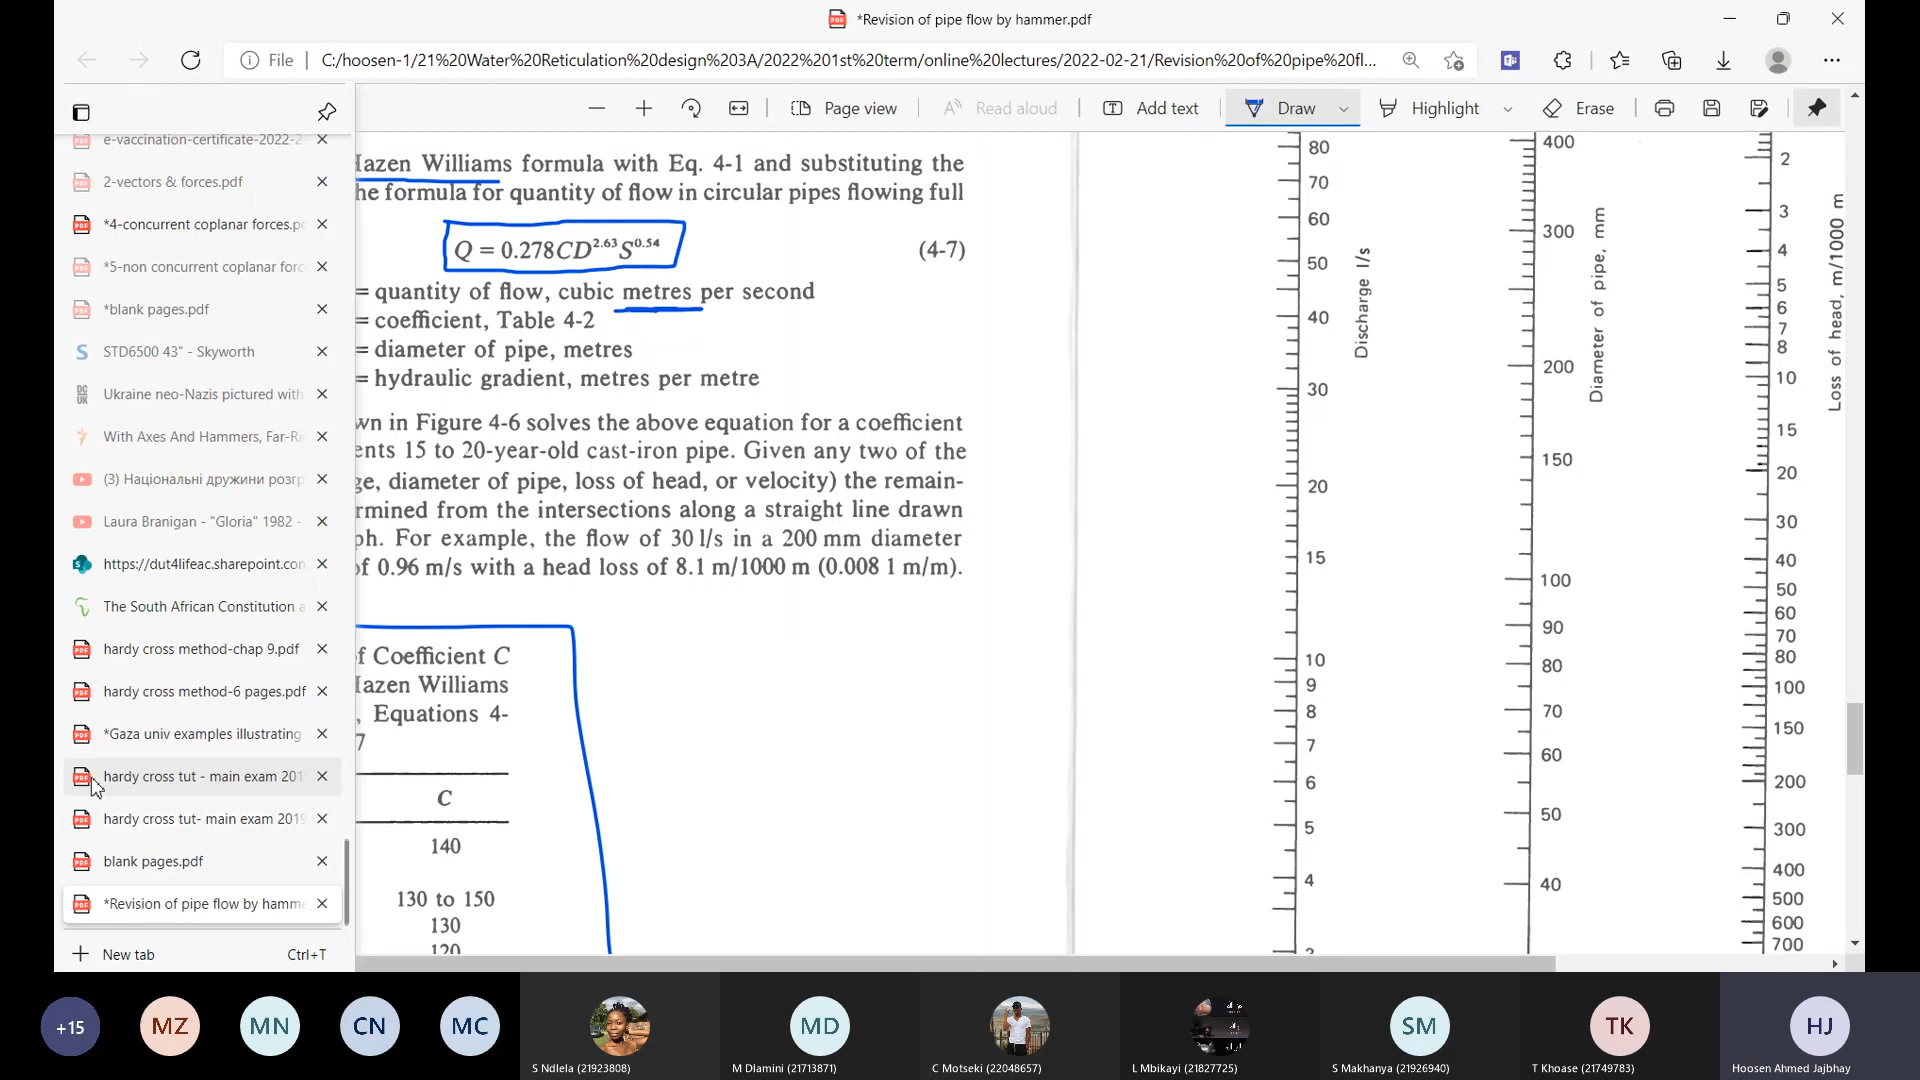 *Revision of pipe flow by hammer.pdf
File | C:/hoosen-1/21%20Water%20Reticulation%20design%203A/2022%201st%20term/online%20lectures/2022-02-21/Revision%20of%20pipe%20fl...
Page view
Read aloud
Add text
Draw
Highlight
Erase
e-vaccination-certificate-2022-2
2-vectors & forces.pdf
*4-concurrent coplanar forces.p
*5-non concurrent coplanar forc
*blank pages.pdf
STD6500 43" - Skyworth
Ukraine neo-Nazis pictured with
With Axes And Hammers, Far-Ri
(3) Національні дружини розгр
Laura Branigan - "Gloria" 1982 -
https://dut4lifeac.sharepoint.con
The South African Constitution a
hardy cross method-chap 9.pdf
hardy cross method-6 pages.pdf
*Gaza univ examples illustrating
hardy cross tut - main exam 201
hardy cross tut- main exam 2019
blank pages.pdf
*Revision of pipe flow by hamme
New tab Ctrl+T
Hazen Williams formula with Eq. 4-1 and substituting the
he formula for quantity of flow in circular pipes flowing full
Q = 0.278CD^2.63 S^0.54 (4-7)
= quantity of flow, cubic metres per second
= coefficient, Table 4-2
= diameter of pipe, metres
= hydraulic gradient, metres per metre
wn in Figure 4-6 solves the above equation for a coefficient
ents 15 to 20-year-old cast-iron pipe. Given any two of the
ge, diameter of pipe, loss of head, or velocity) the remain-
rmined from the intersections along a straight line drawn
ph. For example, the flow of 30 l/s in a 200 mm diameter
of 0.96 m/s with a head loss of 8.1 m/1000 m (0.008 1 m/m).
f Coefficient C
Hazen Williams
, Equations 4-
7
C
140
130 to 150
130
120
80
70
60
50
40
30
20
15
10
9
8
7
6
5
4
3
Discharge l/s
400
300
200
150
100
90
80
70
60
50
40
Diameter of pipe, mm
2
3
4
5
6
7
8
10
15
20
30
40
50
60
70
80
100
150
200
300
400
500
600
700
Loss of head, m/1000 m
+15
MZ
MN
CN
MC
S Ndlela (21923808)
MD
M Dlamini (21713871)
C Motseki (22048657)
L Mbikayi (21827725)
SM
S Makhanya (21926940)
TK
T Khoase (21749783)
HJ
Hoosen Ahmed Jajbhay